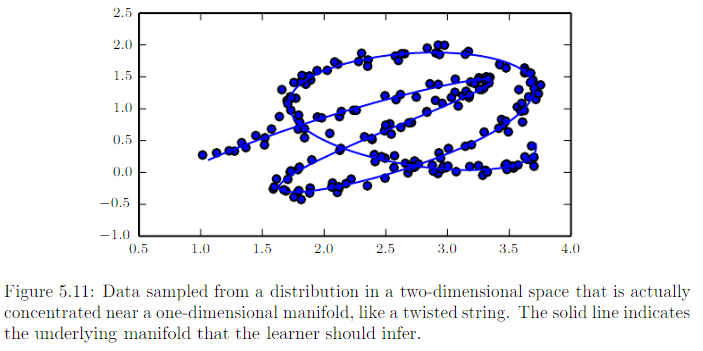 2.5
2.0
1.5
1.0
0.5
0.0
−0.5
−1.0
0.5 1.0 1.5 2.0 2.5 3.0 3.5 4.0
Figure 5.11: Data sampled from a distribution in a two-dimensional space that is actually
concentrated near a one-dimensional manifold, like a twisted string. The solid line indicates
the underlying manifold that the learner should infer.